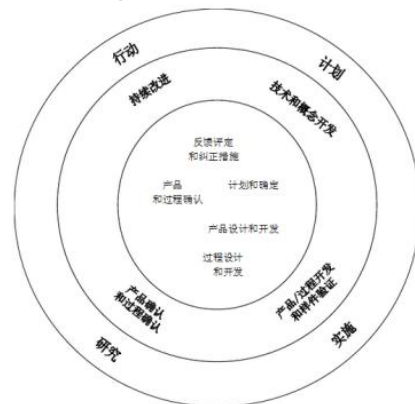 行动
计划
持续改进
技术和概念开发
反馈评定
和纠正措施
产品
和过程确认
计划和确定
产品设计和开发
过程设计
和开发
产品确认
和过程确认
产品/过程开发
和样件验证
研究
实施